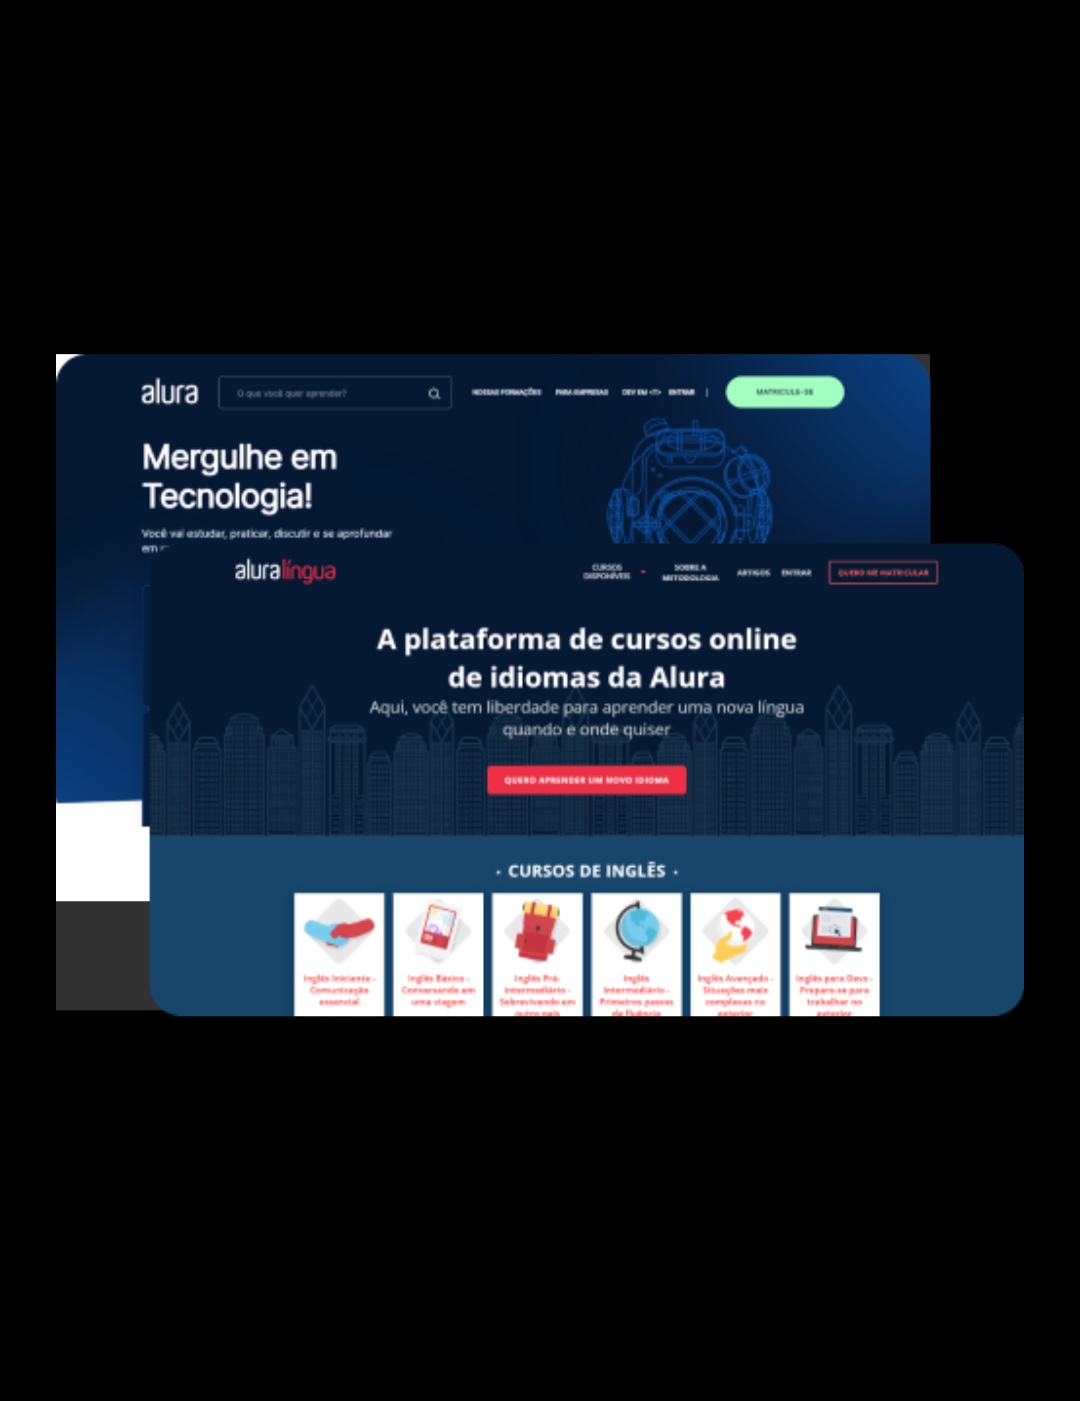 alura
O que você quer aprender?
NOSSAS FORMAÇÕES
PARA EMPRESAS
DEV EM <T>
ENTRAR
|
MATRICULE-SE
Mergulhe em
Tecnologia!
Você vai estudar, praticar, discutir e se aprofundar
em
aluralíngua
CURSOS
DISPONÍVEIS
SOBRE A
METODOLOGIA
ARTIGOS
ENTRAR
QUERO ME MATRICULAR
A plataforma de cursos online
de idiomas da Alura
Aqui, você tem liberdade para aprender uma nova língua
quando e onde quiser
QUERO APRENDER UM NOVO IDIOMA
• CURSOS DE INGLÊS •
Inglês Iniciante -
Comunicação
essencial
Inglês Básico -
Conversando em
uma viagem
Inglês Pré-
Intermediário -
Sobrevivendo em
outro país
Inglês
Intermediário -
Primeiros passos
da fluência
Inglês Avançado -
Situações mais
complexas no
exterior
Inglês para Devs -
Prepare-se para
trabalhar no
exterior